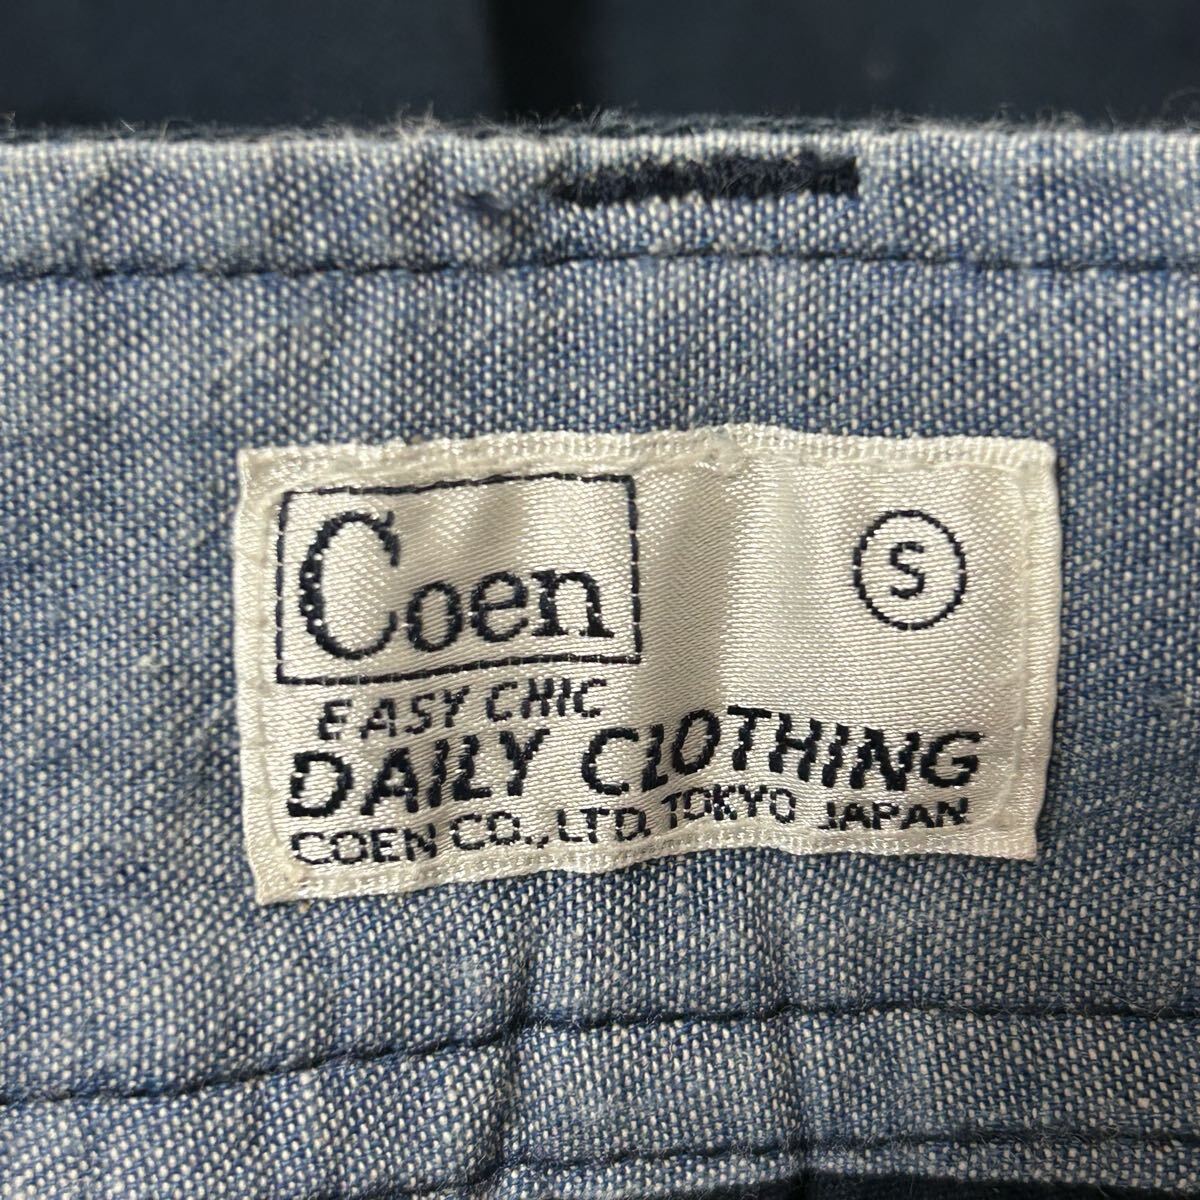 Coen
S
EASY CHIC
DAILY CLOTHING
COEN CO., LTD. TOKYO JAPAN